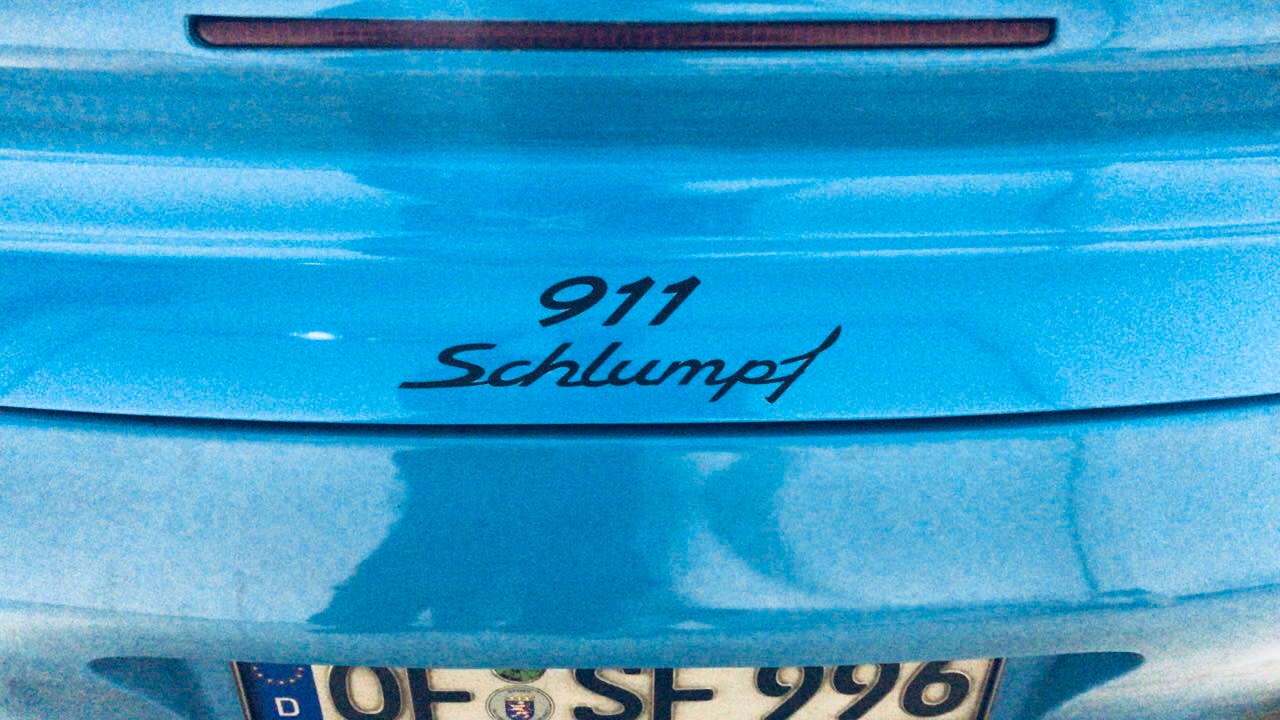 911
Schlumpf
D OF SF 996